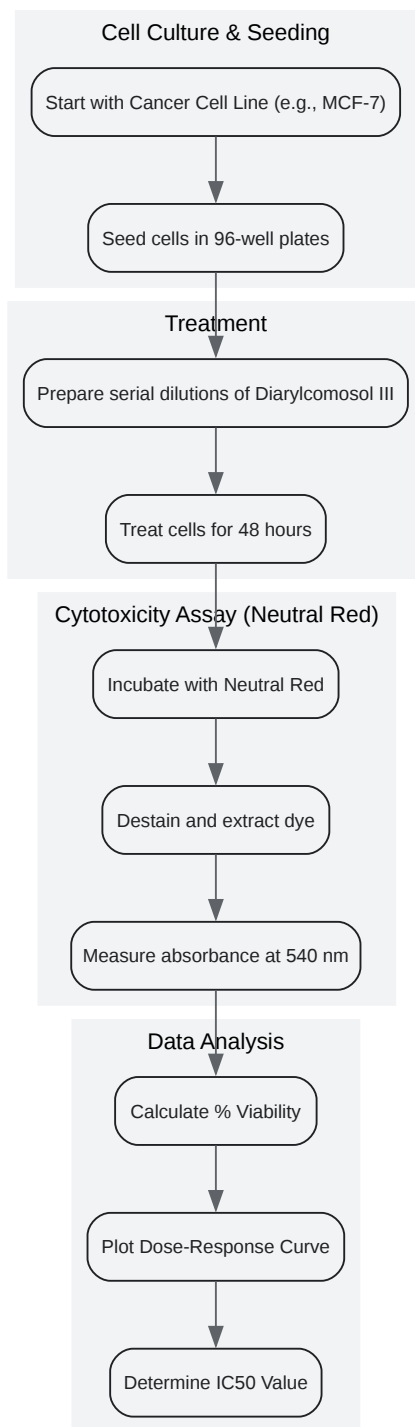 Cell Culture & Seeding
Start with Cancer Cell Line (e.g., MCF-7)
Seed cells in 96-well plates
Treatment
Prepare serial dilutions of Diarylcomosol III
Treat cells for 48 hours
Cytotoxicity Assay (Neutral Red)
Incubate with Neutral Red
Destain and extract dye
Measure absorbance at 540 nm
Data Analysis
Calculate % Viability
Plot Dose-Response Curve
Determine IC50 Value